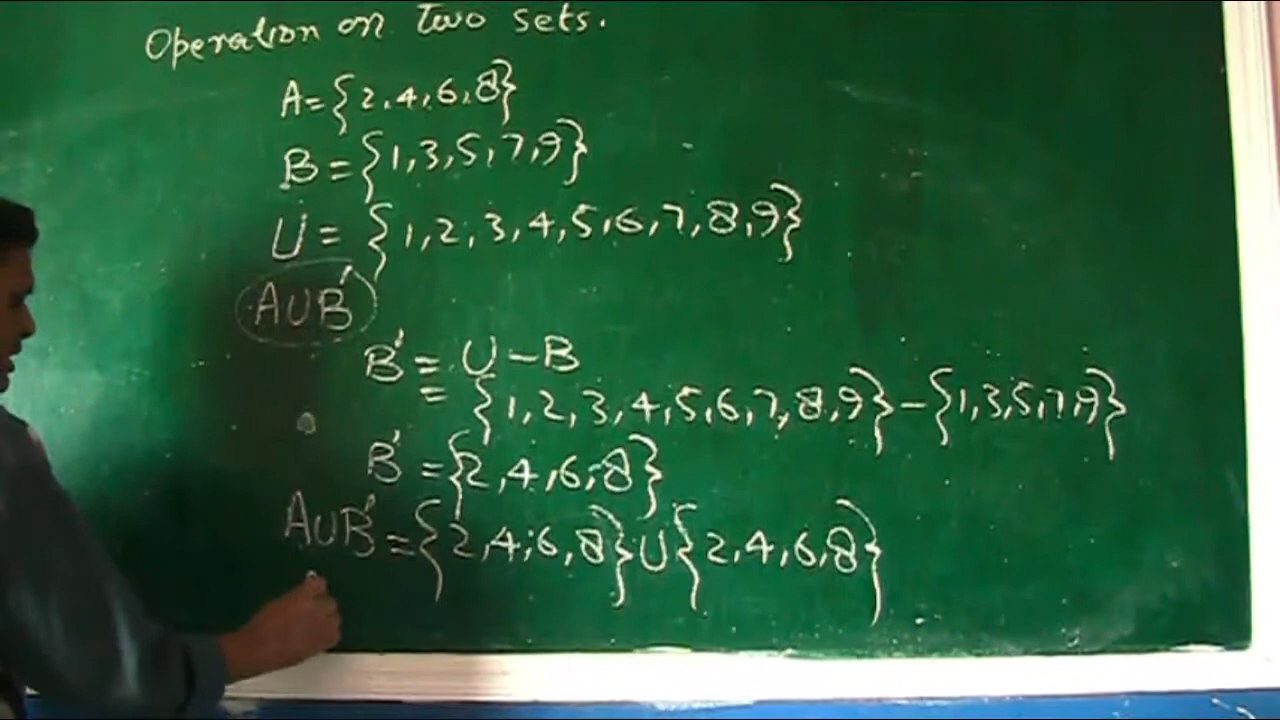 Operation on Two sets.
A={2,4,6,8}
B={1,3,5,7,9}
U={1,2,3,4,5,6,7,8,9}
A∪B'
B'=U-B
={1,2,3,4,5,6,7,8,9}-{1,3,5,7,9}
B'={2,4,6,8}
A∪B'={2,4,6,8}∪{2,4,6,8}